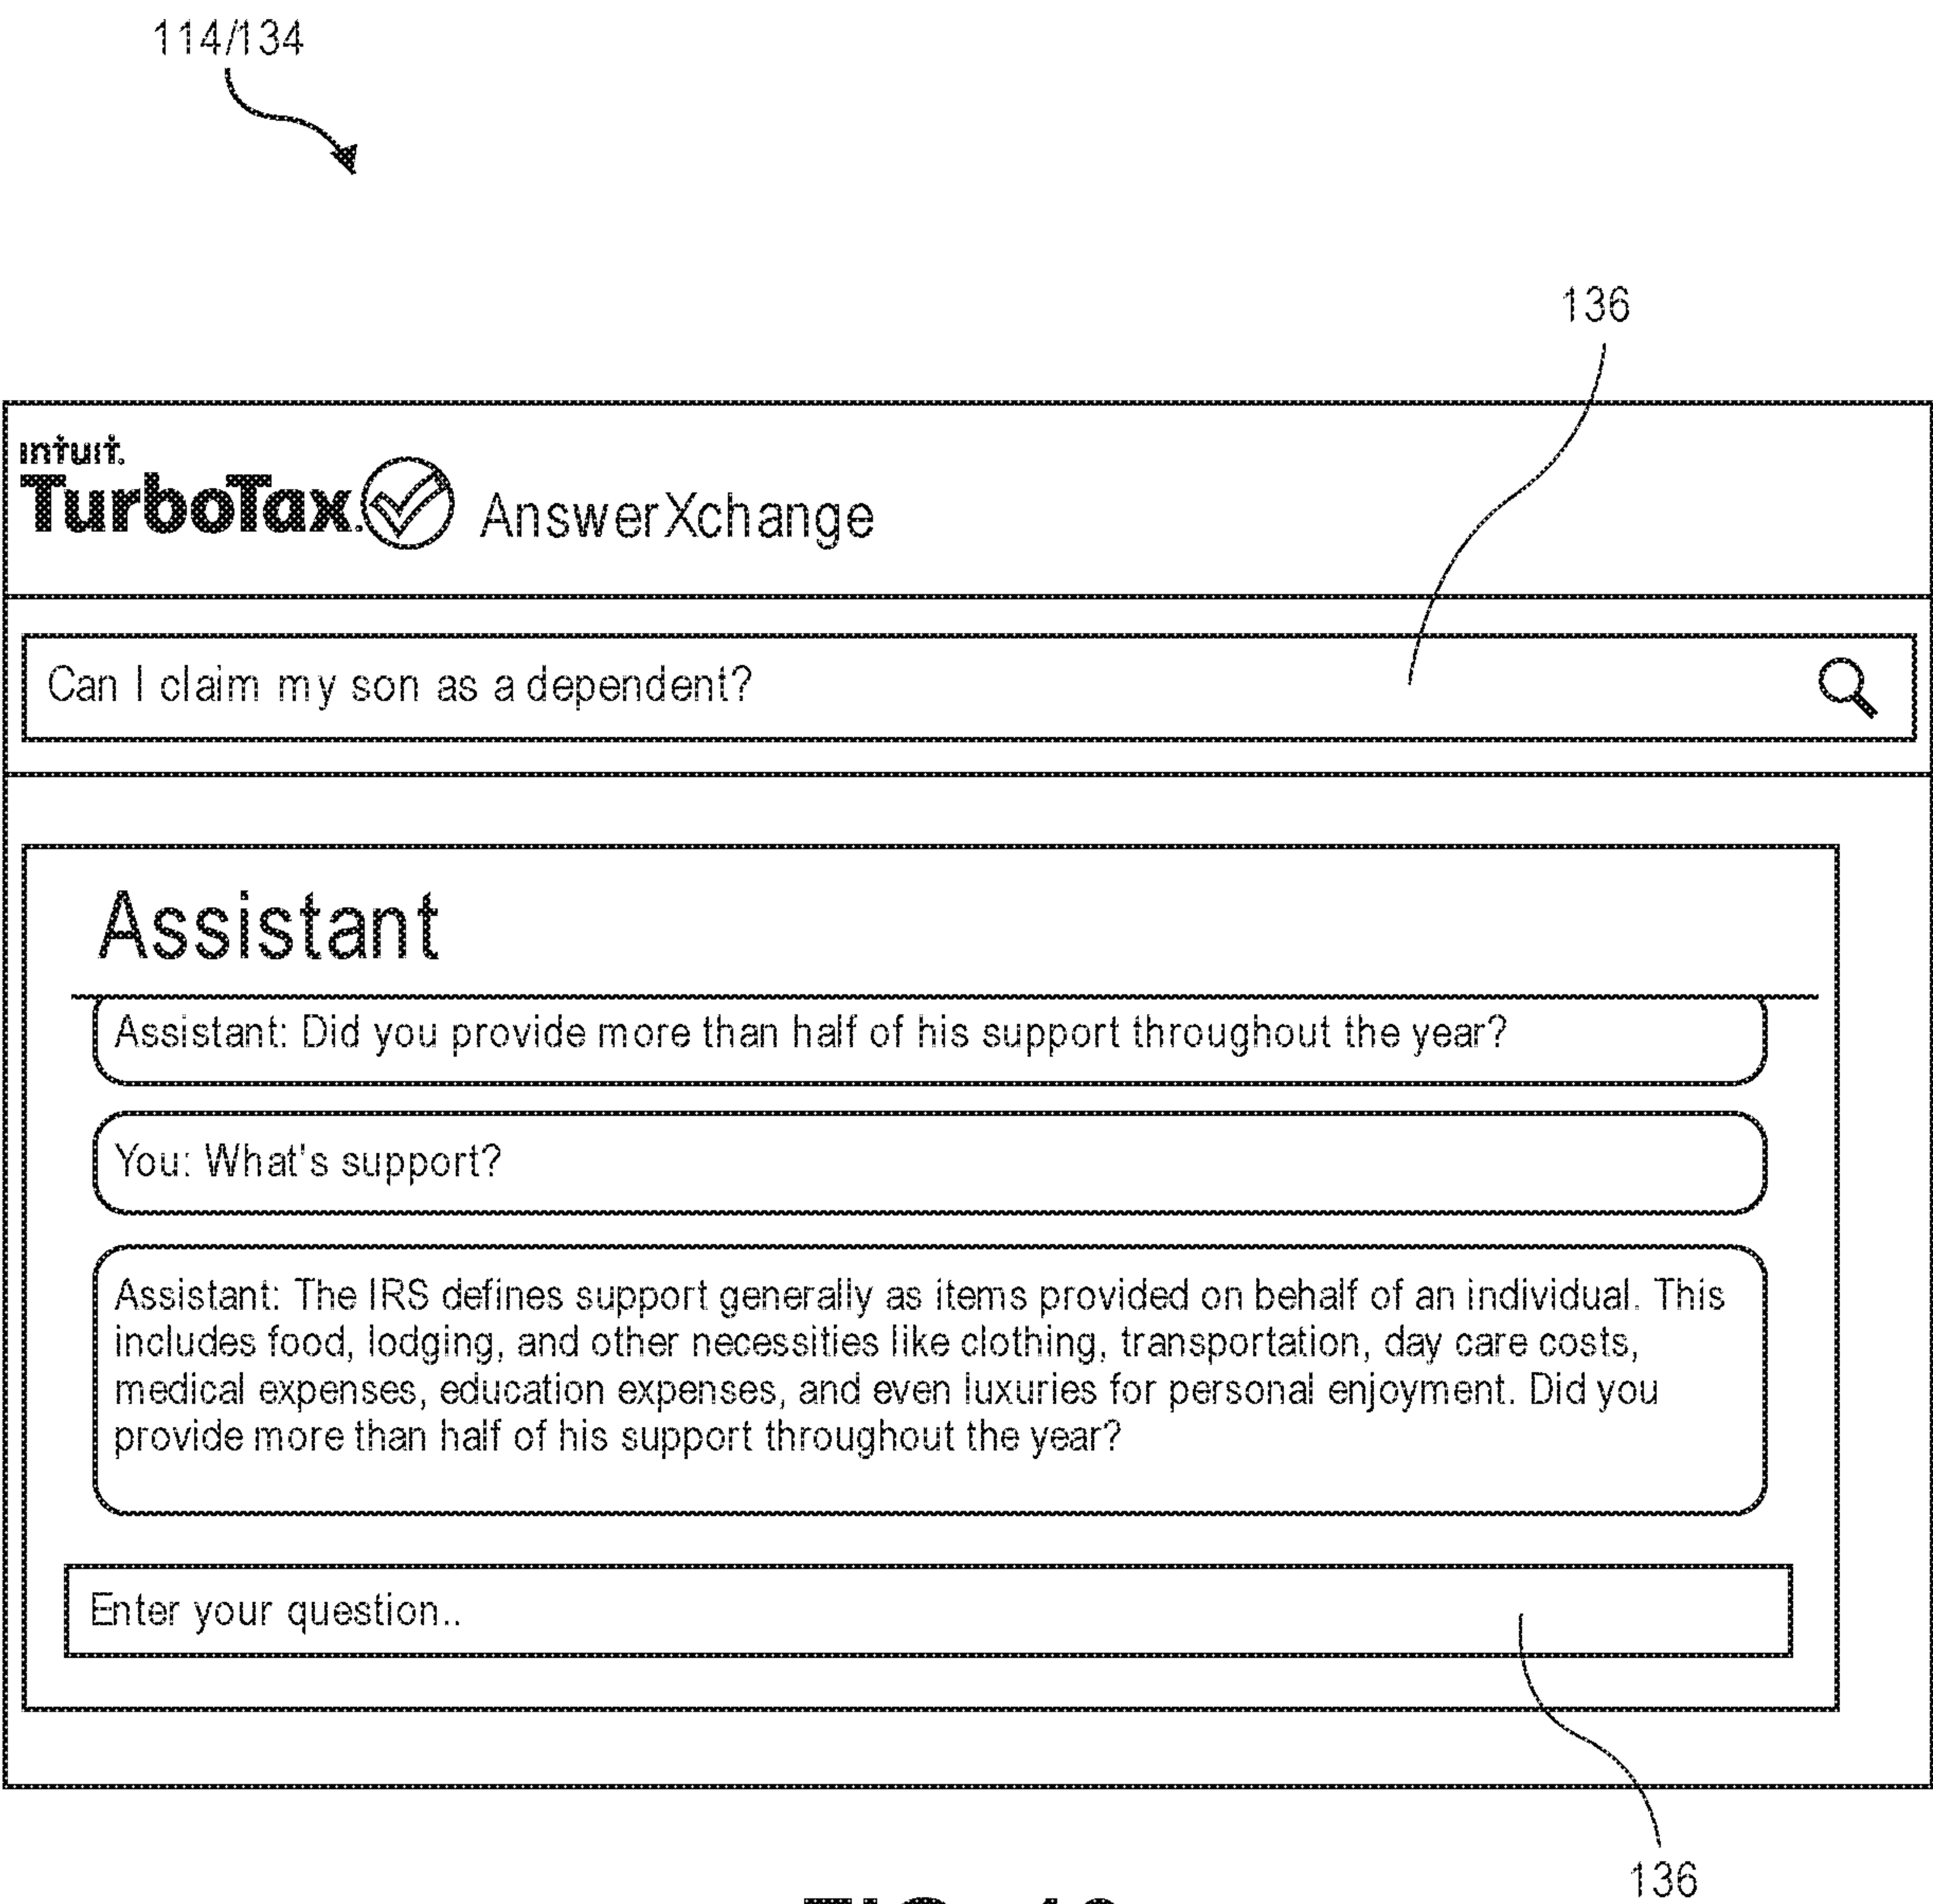 114/134
136
intuit.
TurboTax. AnswerXchange
Can I claim my son as a dependent?
Assistant
Assistant: Did you provide more than half of his support throughout the year?
You: What's support?
Assistant: The IRS defines support generally as items provided on behalf of an individual. This
includes food, lodging, and other necessities like clothing, transportation, day care costs,
medical expenses, education expenses, and even luxuries for personal enjoyment. Did you
provide more than half of his support throughout the year?
Enter your question..
136